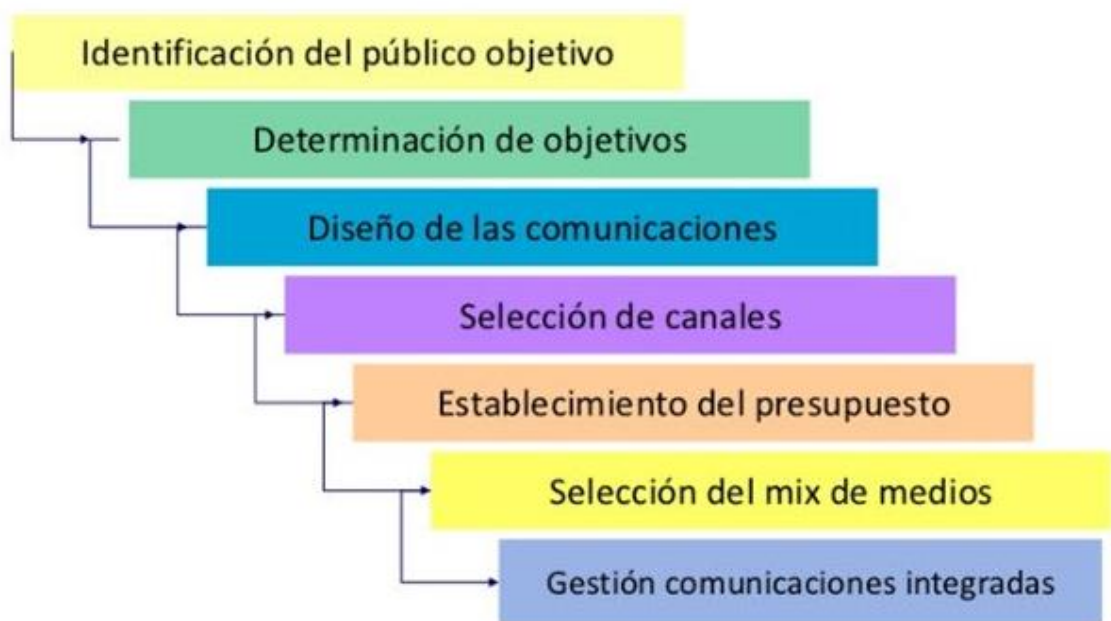 Identificación del público objetivo
Determinación de objetivos
Diseño de las comunicaciones
Selección de canales
Establecimiento del presupuesto
Selección del mix de medios
Gestión comunicaciones integradas